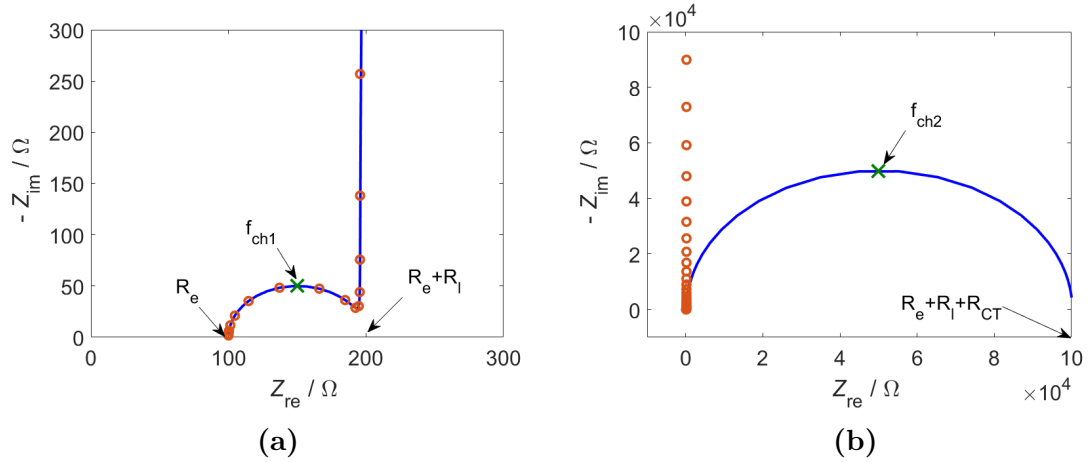 300
250
200
150
100
50
0
- Z_im / Ω
f_ch1
R_e
R_e+R_l
0
100
200
300
Z_re / Ω
(a)
×10^4
10
8
6
4
2
0
- Z_im / Ω
f_ch2
R_e+R_l+R_CT
0
2
4
6
8
10
Z_re / Ω
×10^4
(b)